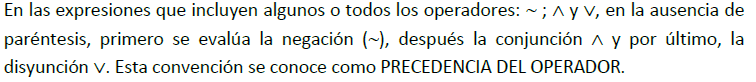 En las expresiones que incluyen algunos o todos los operadores: ~ ; ∧ y ∨, en la ausencia de
paréntesis, primero se evalúa la negación (~), después la conjunción ∧ y por último, la
disyunción ∨. Esta convención se conoce como PRECEDENCIA DEL OPERADOR.